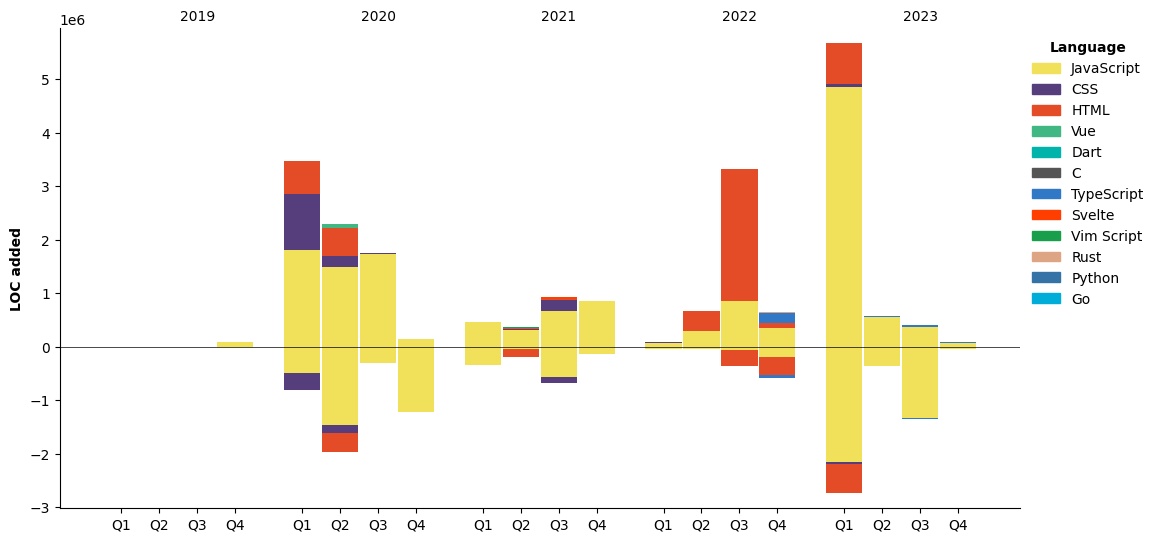 1e6
2019 2020 2021 2022 2023
Language
JavaScript
CSS
HTML
Vue
Dart
C
TypeScript
Svelte
Vim Script
Rust
Python
Go
LOC added
5
4
3
2
1
0
−1
−2
−3
Q1 Q2 Q3 Q4 Q1 Q2 Q3 Q4 Q1 Q2 Q3 Q4 Q1 Q2 Q3 Q4 Q1 Q2 Q3 Q4